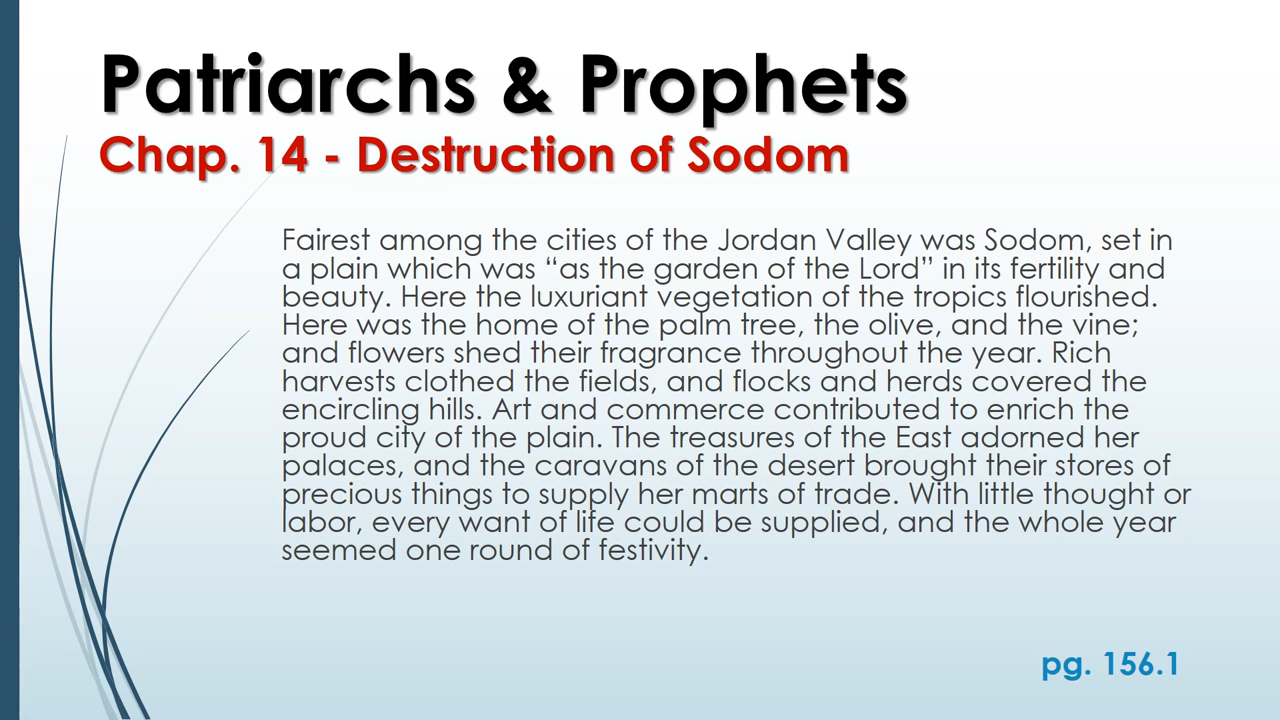 Patriarchs & Prophets
Chap. 14 - Destruction of Sodom
Fairest among the cities of the Jordan Valley was Sodom, set in
a plain which was “as the garden of the Lord” in its fertility and
beauty. Here the luxuriant vegetation of the tropics flourished.
Here was the home of the palm tree, the olive, and the vine;
and flowers shed their fragrance throughout the year. Rich
harvests clothed the fields, and flocks and herds covered the
encircling hills. Art and commerce contributed to enrich the
proud city of the plain. The treasures of the East adorned her
palaces, and the caravans of the desert brought their stores of
precious things to supply her marts of trade. With little thought or
labor, every want of life could be supplied, and the whole year
seemed one round of festivity.
pg. 156.1